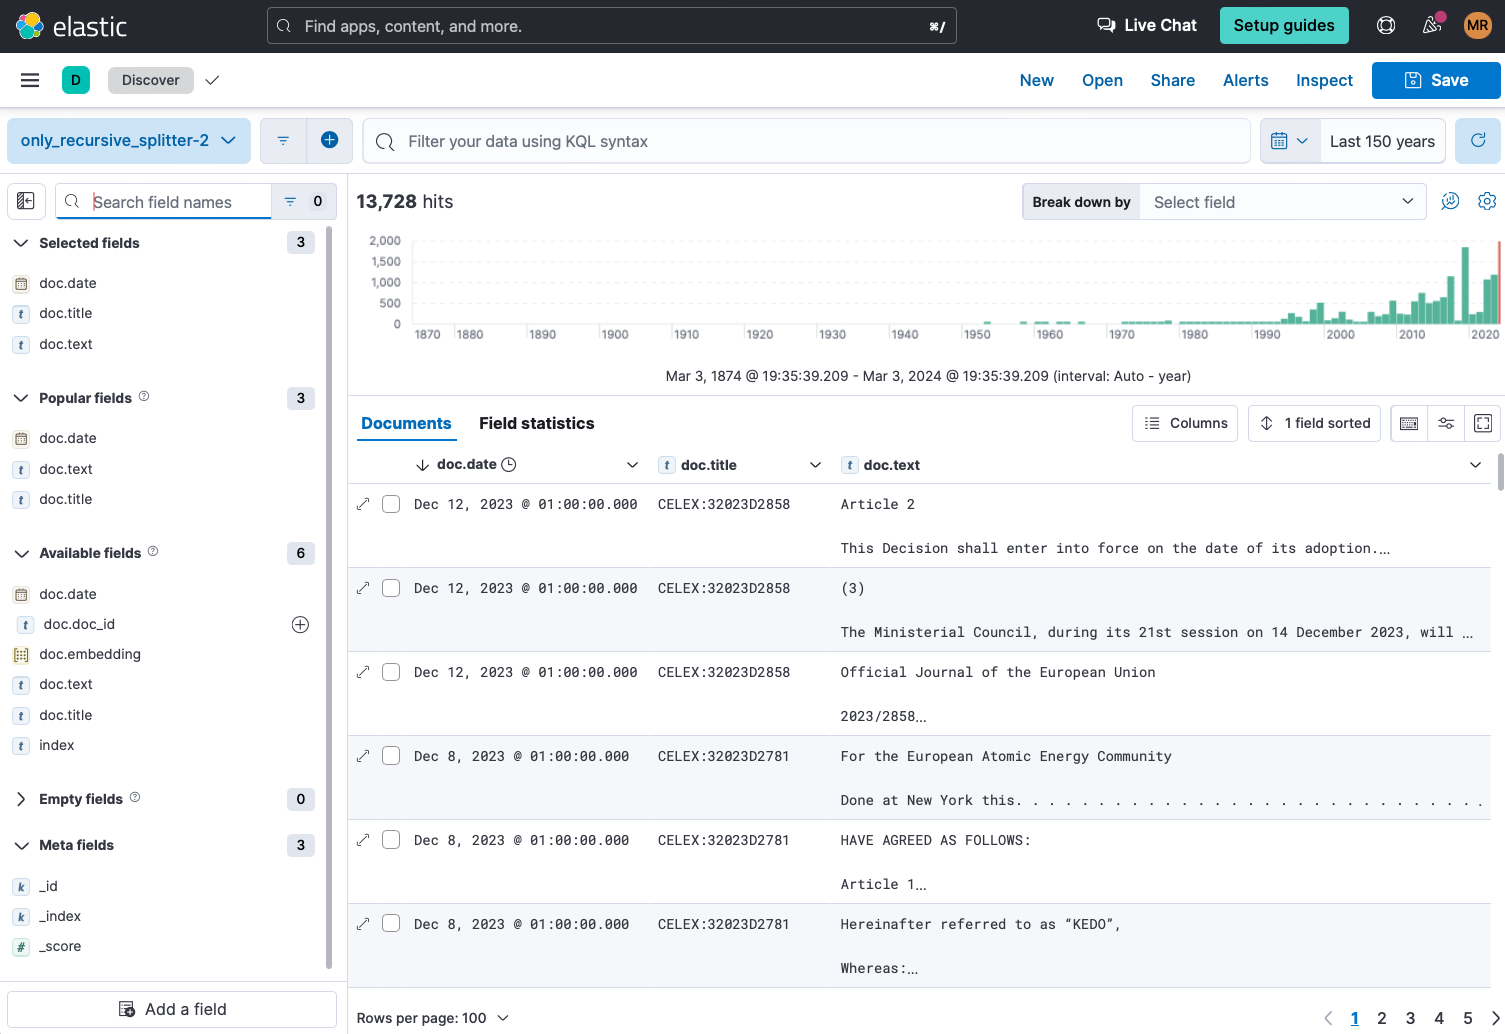 elastic
Find apps, content, and more.
⌘/
Live Chat
Setup guides
MR
D
Discover
New
Open
Share
Alerts
Inspect
Save
only_recursive_splitter-2
Filter your data using KQL syntax
Last 150 years
Search field names
0
13,728 hits
Break down by
Select field
Selected fields
3
doc.date
t doc.title
t doc.text
Popular fields
3
doc.date
t doc.text
t doc.title
Available fields
6
doc.date
t doc.doc_id
doc.embedding
t doc.text
t doc.title
t index
Empty fields
0
Meta fields
3
k _id
k _index
# _score
Add a field
2,000
1,500
1,000
500
0
1870 1880 1890 1900 1910 1920 1930 1940 1950 1960 1970 1980 1990 2000 2010 2020
Mar 3, 1874 @ 19:35:39.209 - Mar 3, 2024 @ 19:35:39.209 (interval: Auto - year)
Documents
Field statistics
Columns
1 field sorted
doc.date
t doc.title
t doc.text
Dec 12, 2023 @ 01:00:00.000 CELEX:32023D2858 Article 2
This Decision shall enter into force on the date of its adoption.…
Dec 12, 2023 @ 01:00:00.000 CELEX:32023D2858 (3)
The Ministerial Council, during its 21st session on 14 December 2023, will …
Dec 12, 2023 @ 01:00:00.000 CELEX:32023D2858 Official Journal of the European Union
2023/2858…
Dec 8, 2023 @ 01:00:00.000 CELEX:32023D2781 For the European Atomic Energy Community
Done at New York this. . . . . . . . . . . . . . . . . . . . . . . . . . . . .
Dec 8, 2023 @ 01:00:00.000 CELEX:32023D2781 HAVE AGREED AS FOLLOWS:
Article 1…
Dec 8, 2023 @ 01:00:00.000 CELEX:32023D2781 Hereinafter referred to as “KEDO”,
Whereas:…
Rows per page: 100
1 2 3 4 5